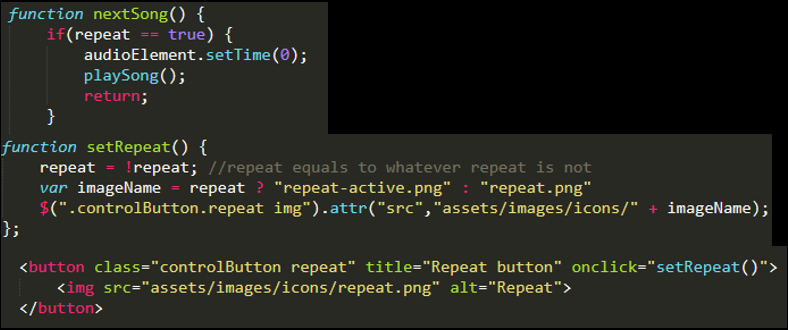 function nextSong() {
if(repeat == true) {
audioElement.setTime(0);
playSong();
return;
}
function setRepeat() {
repeat = !repeat; //repeat equals to whatever repeat is not
var imageName = repeat ? "repeat-active.png" : "repeat.png"
$(".controlButton.repeat img").attr("src","assets/images/icons/" + imageName);
};
<button class="controlButton repeat" title="Repeat button" onclick="setRepeat()">
<img src="assets/images/icons/repeat.png" alt="Repeat">
</button>